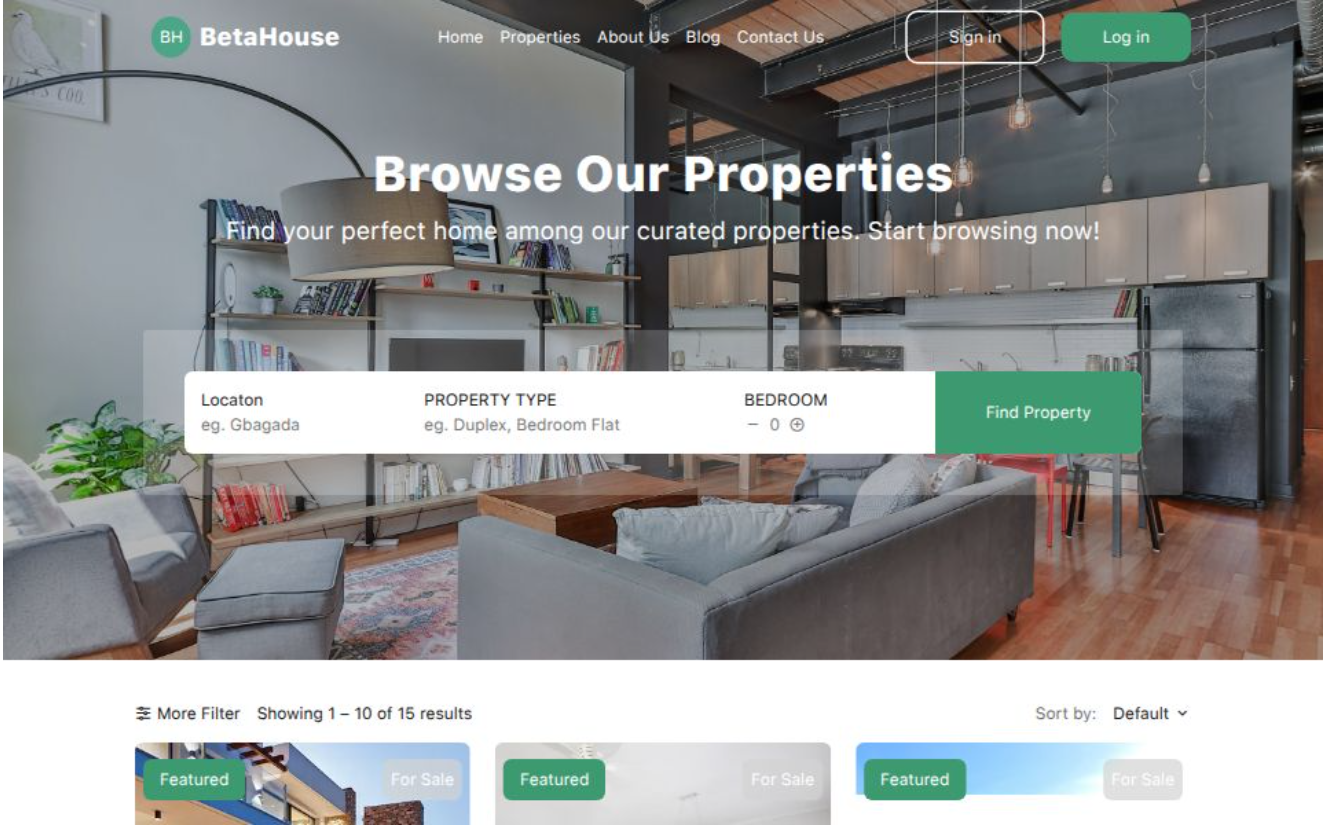 BH BetaHouse
Home Properties About Us Blog Contact Us
Sign in
Log in
Browse Our Properties
Find your perfect home among our curated properties. Start browsing now!
Locaton
eg. Gbagada
PROPERTY TYPE
eg. Duplex, Bedroom Flat
BEDROOM
− 0 ⊕
Find Property
More Filter Showing 1 – 10 of 15 results
Sort by: Default
Featured For Sale
Featured For Sale
Featured For Sale